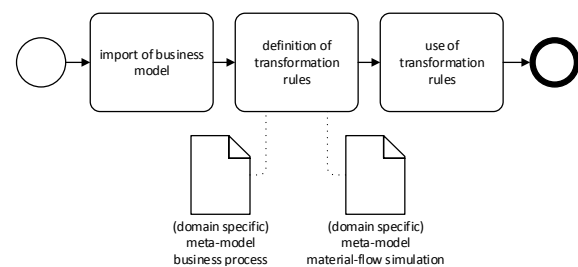 import of business
model
definition of
transformation
rules
use of
transformation
rules
(domain specific)
meta-model
business process
(domain specific)
meta-model
material-flow simulation